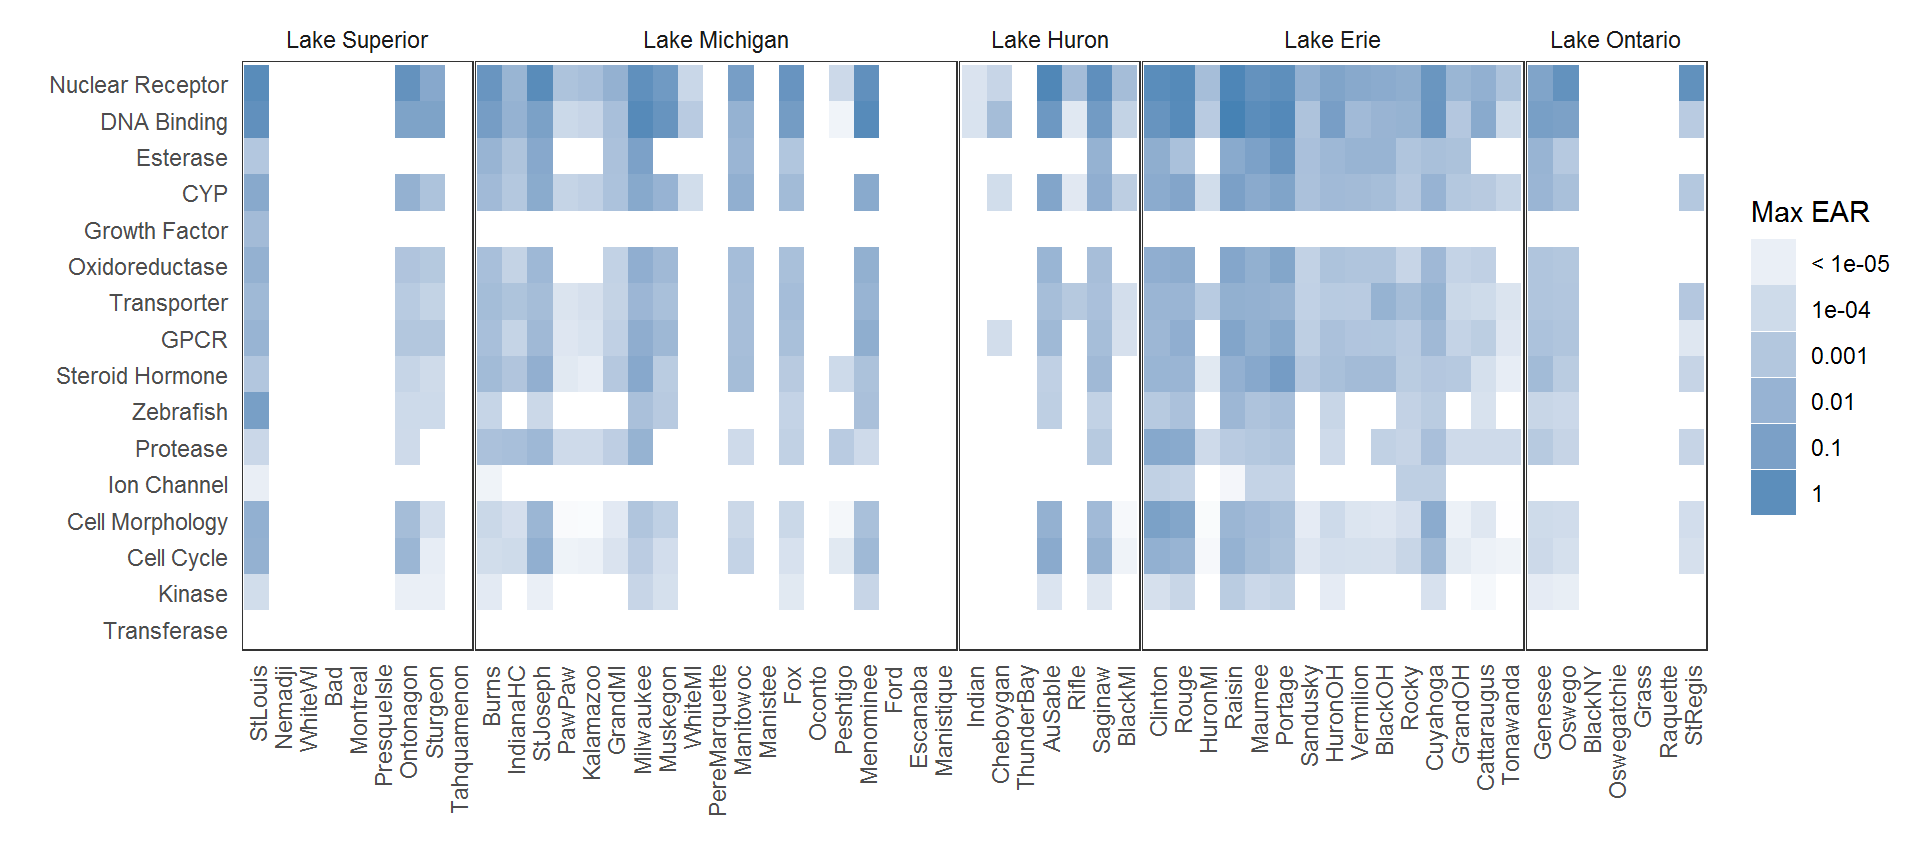 Lake Superior
Lake Michigan
Lake Huron
Lake Erie
Lake Ontario
Nuclear Receptor
DNA Binding
Esterase
CYP
Growth Factor
Oxidoreductase
Transporter
GPCR
Steroid Hormone
Zebrafish
Protease
Ion Channel
Cell Morphology
Cell Cycle
Kinase
Transferase
StLouis
Nemadji
WhiteWI
Bad
Montreal
PresqueIsle
Ontonagon
Sturgeon
Tahquamenon
Burns
IndianaHC
StJoseph
PawPaw
Kalamazoo
GrandMI
Milwaukee
Muskegon
WhiteMI
PereMarquette
Manitowoc
Manistee
Fox
Oconto
Peshtigo
Menominee
Ford
Escanaba
Manistique
Indian
Cheboygan
ThunderBay
AuSable
Rifle
Saginaw
BlackMI
Clinton
Rouge
HuronMI
Raisin
Maumee
Portage
Sandusky
HuronOH
Vermilion
BlackOH
Rocky
Cuyahoga
GrandOH
Cattaraugus
Tonawanda
Genesee
Oswego
BlackNY
Oswegatchie
Grass
Raquette
StRegis
Max EAR
< 1e-05
1e-04
0.001
0.01
0.1
1